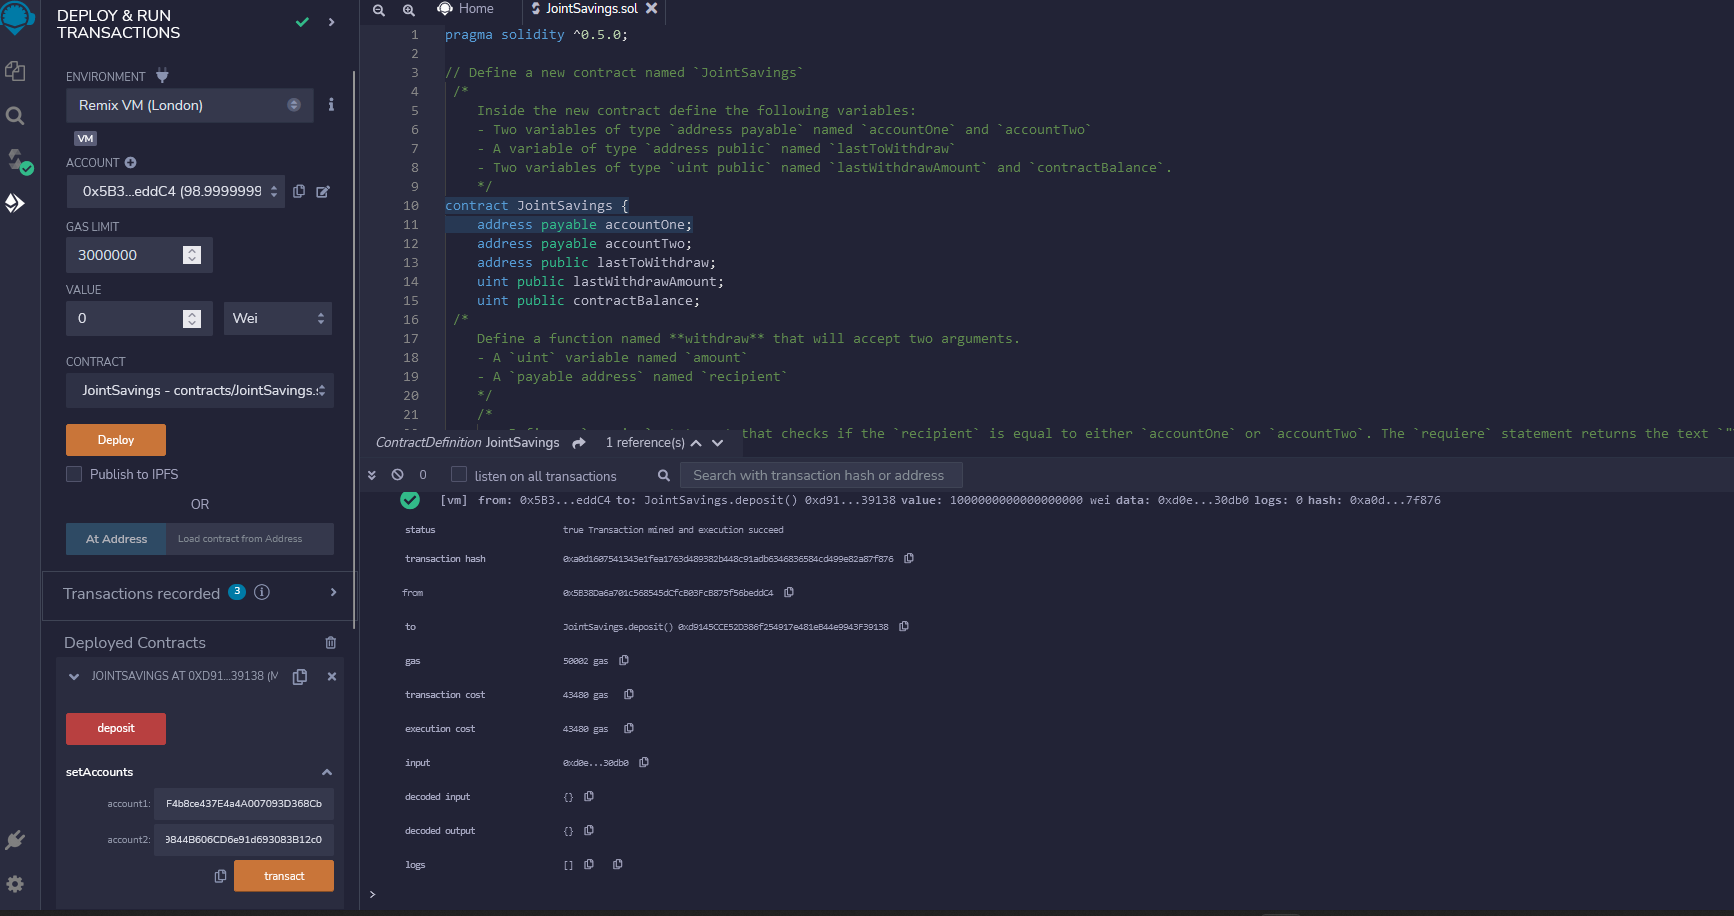 DEPLOY & RUN
TRANSACTIONS
ENVIRONMENT
Remix VM (London)
VM
ACCOUNT
0x5B3...eddC4 (98.9999999
GAS LIMIT
3000000
VALUE
0
Wei
CONTRACT
JointSavings - contracts/JointSavings.s
Deploy
Publish to IPFS
OR
At Address
Load contract from Address
Transactions recorded 3
Deployed Contracts
JOINTSAVINGS AT 0XD91...39138 (M
deposit
setAccounts
account1: F4b8ce437E4a4A007093D368Cb
account2: 9844B606CD6e91d693083B12c0
transact
Home
JointSavings.sol
1 pragma solidity ^0.5.0;
2
3 // Define a new contract named `JointSavings`
4 /*
5 Inside the new contract define the following variables:
6 - Two variables of type `address payable` named `accountOne` and `accountTwo`
7 - A variable of type `address public` named `lastToWithdraw`
8 - Two variables of type `uint public` named `lastWithdrawAmount` and `contractBalance`.
9 */
10 contract JointSavings {
11 address payable accountOne;
12 address payable accountTwo;
13 address public lastToWithdraw;
14 uint public lastWithdrawAmount;
15 uint public contractBalance;
16 /*
17 Define a function named **withdraw** that will accept two arguments.
18 - A `uint` variable named `amount`
19 - A `payable address` named `recipient`
20 */
21 /*
that checks if the `recipient` is equal to either `accountOne` or `accountTwo`. The `requiere` statement returns the text `"
ContractDefinition JointSavings 1 reference(s)
0 listen on all transactions
Search with transaction hash or address
[vm] from: 0x5B3...eddC4 to: JointSavings.deposit() 0xd91...39138 value: 1000000000000000000 wei data: 0xd0e...30db0 logs: 0 hash: 0xa0d...7f876
status true Transaction mined and execution succeed
transaction hash 0xa0d1607541343e1fea1763d489382b448c91adb6346836584cd499e82a87f876
from 0x5B38Da6a701c568545dCfcB03FcB875f56beddC4
to JointSavings.deposit() 0xd9145CCE52D386f254917e481eB44e9943F39138
gas 50002 gas
transaction cost 43480 gas
execution cost 43480 gas
input 0xd0e...30db0
decoded input {}
decoded output {}
logs []
>